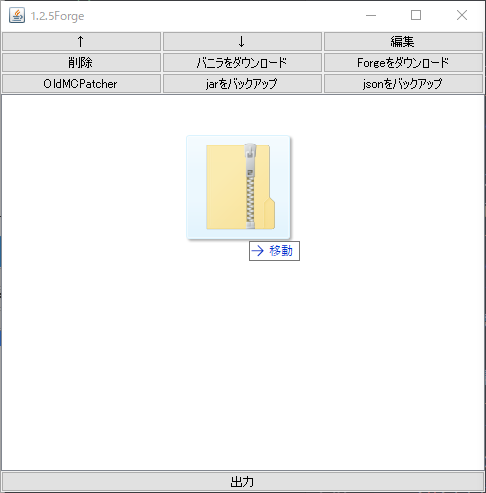 1.2.5Forge
↑ ↓ 編集
削除 バニラをダウンロード Forgeをダウンロード
OldMCPatcher jarをバックアップ jsonをバックアップ
→ 移動
出力